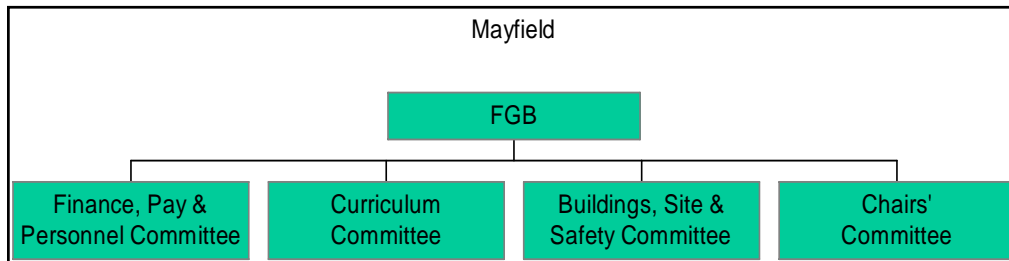 Mayfield
FGB
Finance, Pay &
Personnel Committee
Curriculum
Committee
Buildings, Site &
Safety Committee
Chairs'
Committee